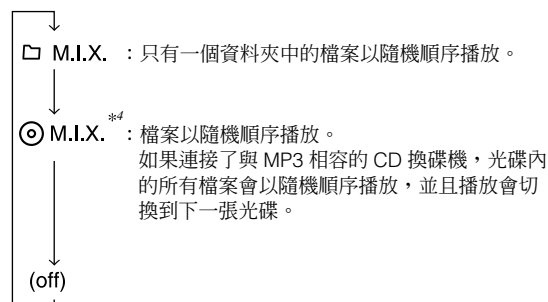 M.I.X. ：只有一個資料夾中的檔案以隨機順序播放。
M.I.X. *4：檔案以隨機順序播放。
如果連接了與 MP3 相容的 CD 換碟機，光碟內
的所有檔案會以隨機順序播放，並且播放會切
換到下一張光碟。
(off)